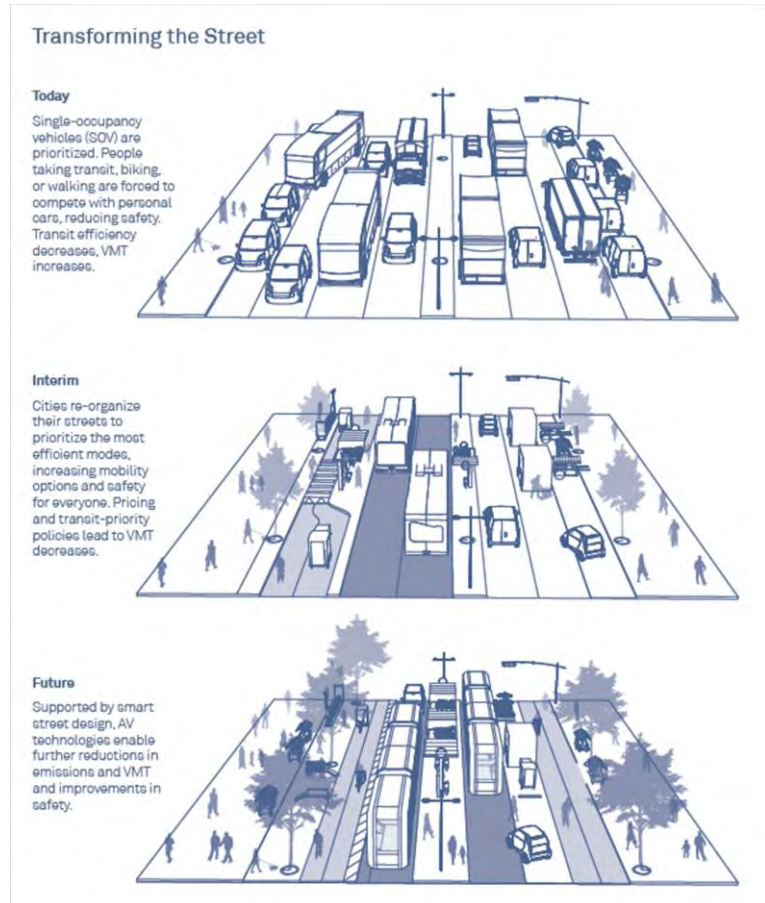 Transforming the Street
Today
Single-occupancy
vehicles (SOV) are
prioritized. People
taking transit, biking,
or walking are forced to
compete with personal
cars, reducing safety.
Transit efficiency
decreases, VMT
increases.
Interim
Cities re-organize
their streets to
prioritize the most
efficient modes,
increasing mobility
options and safety
for everyone. Pricing
and transit-priority
policies lead to VMT
decreases.
Future
Supported by smart
street design, AV
technologies enable
further reductions in
emissions and VMT
and improvements in
safety.